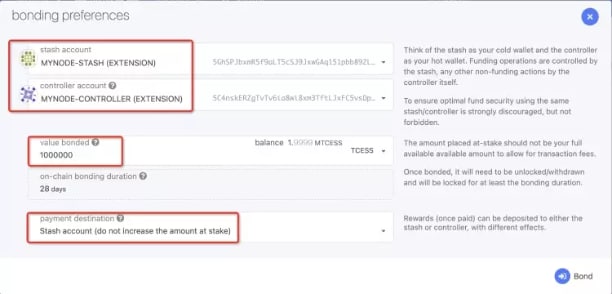 bonding preferences
stash account
MYNODE-STASH (EXTENSION)
controller account
MYNODE-CONTROLLER (EXTENSION)
value bonded
1000000
balance 1.9999 MTCESS
TCESS
on-chain bonding duration
28 days
payment destination
Stash account (do not increase the amount at stake)
Think of the stash as your cold wallet and the controller
as your hot wallet. Funding operations are controlled by
the stash, any other non-funding actions by the
controller itself.
To ensure optimal fund security using the same
stash/controller is strongly discouraged, but not
forbidden.
The amount placed at-stake should not be your full
available available amount to allow for transaction fees.
Once bonded, it will need to be unlocked/withdrawn
and will be locked for at least the bonding duration.
Rewards (once paid) can be deposited to either the
stash or controller, with different effects.
Bond